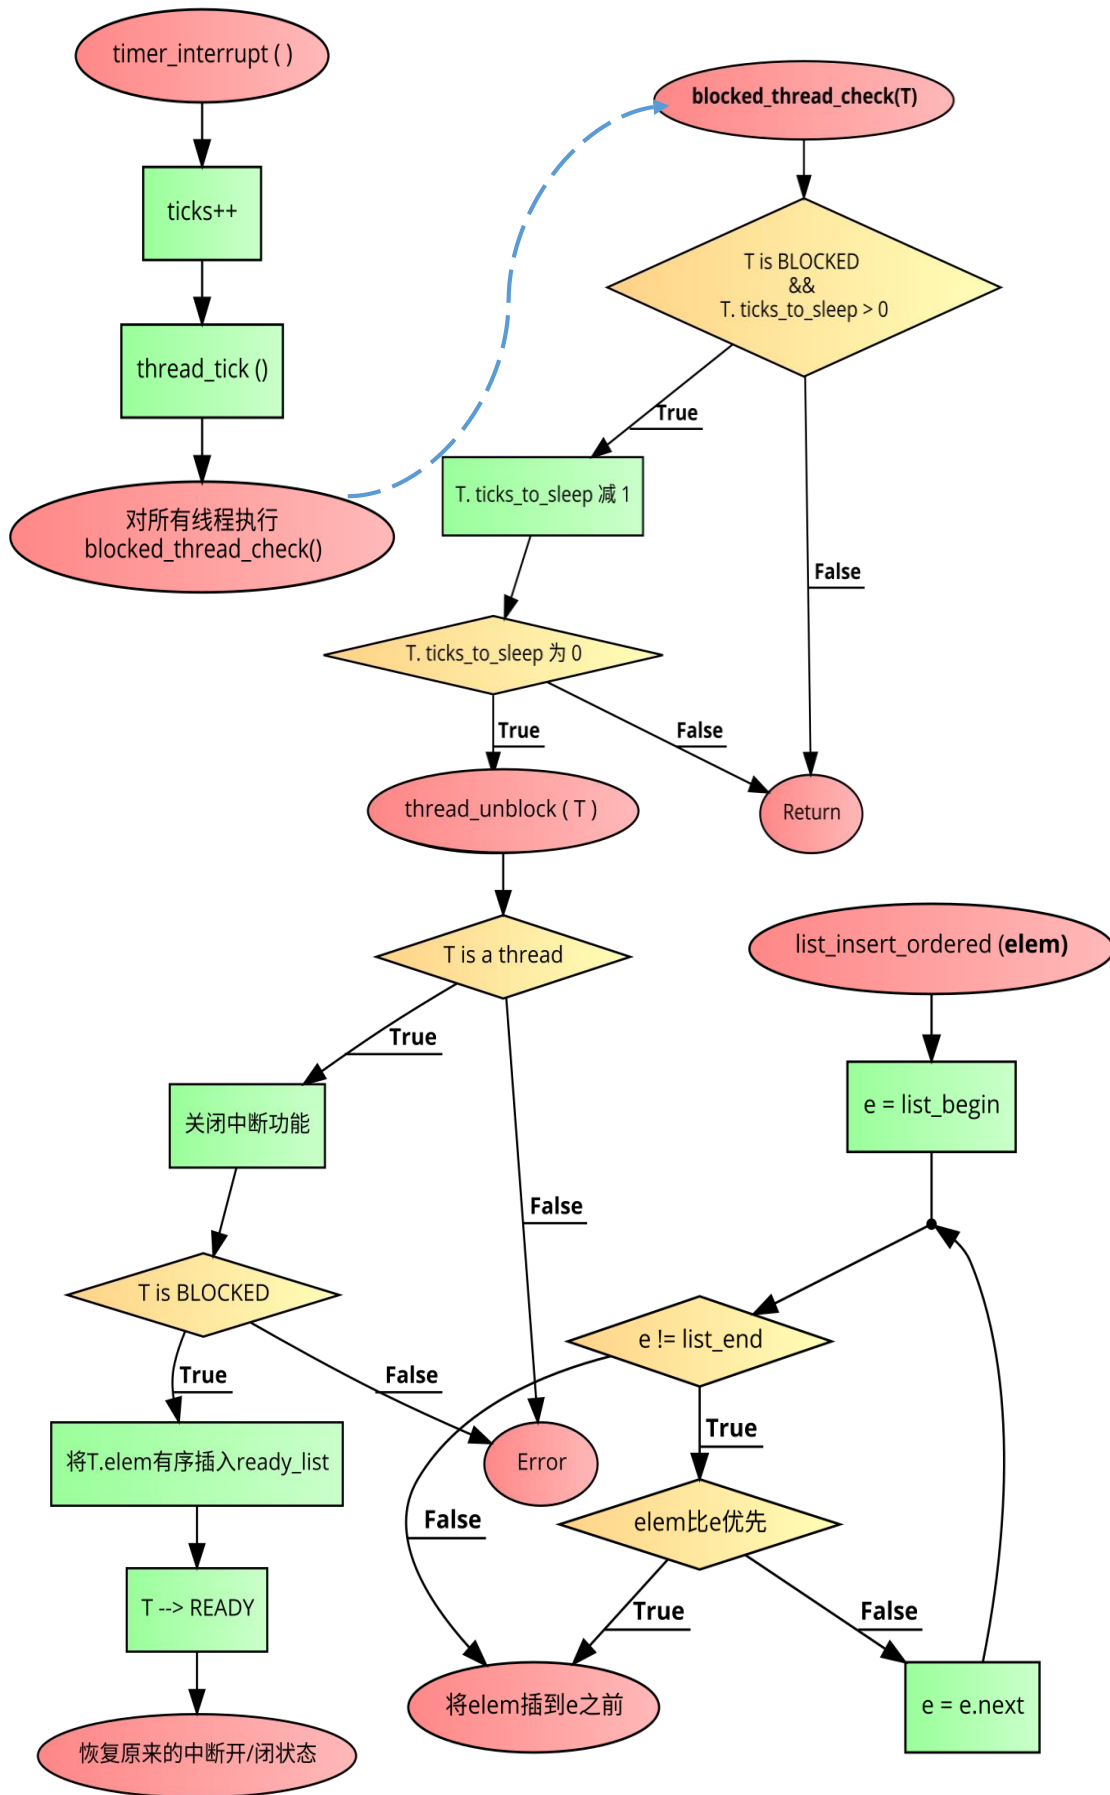 timer_interrupt ( )
ticks++
thread_tick ()
对所有线程执行
blocked_thread_check()
blocked_thread_check(T)
T is BLOCKED
&&
T. ticks_to_sleep > 0
True
False
T. ticks_to_sleep 减 1
T. ticks_to_sleep 为 0
True
False
Return
thread_unblock ( T )
T is a thread
True
False
关闭中断功能
T is BLOCKED
True
False
Error
将T.elem有序插入ready_list
T --> READY
恢复原来的中断开/闭状态
list_insert_ordered (elem)
e = list_begin
e != list_end
True
False
elem比e优先
True
False
将elem插到e之前
e = e.next